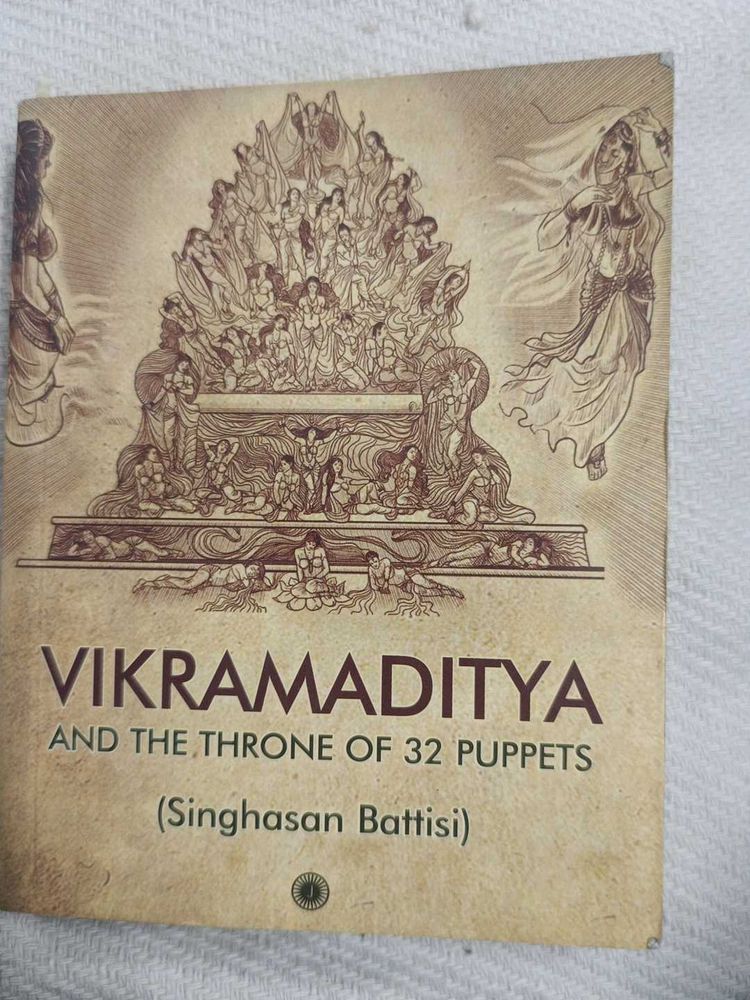 VIKRAMADITYA
AND THE THRONE OF 32 PUPPETS
(Singhasan Battisi)
J